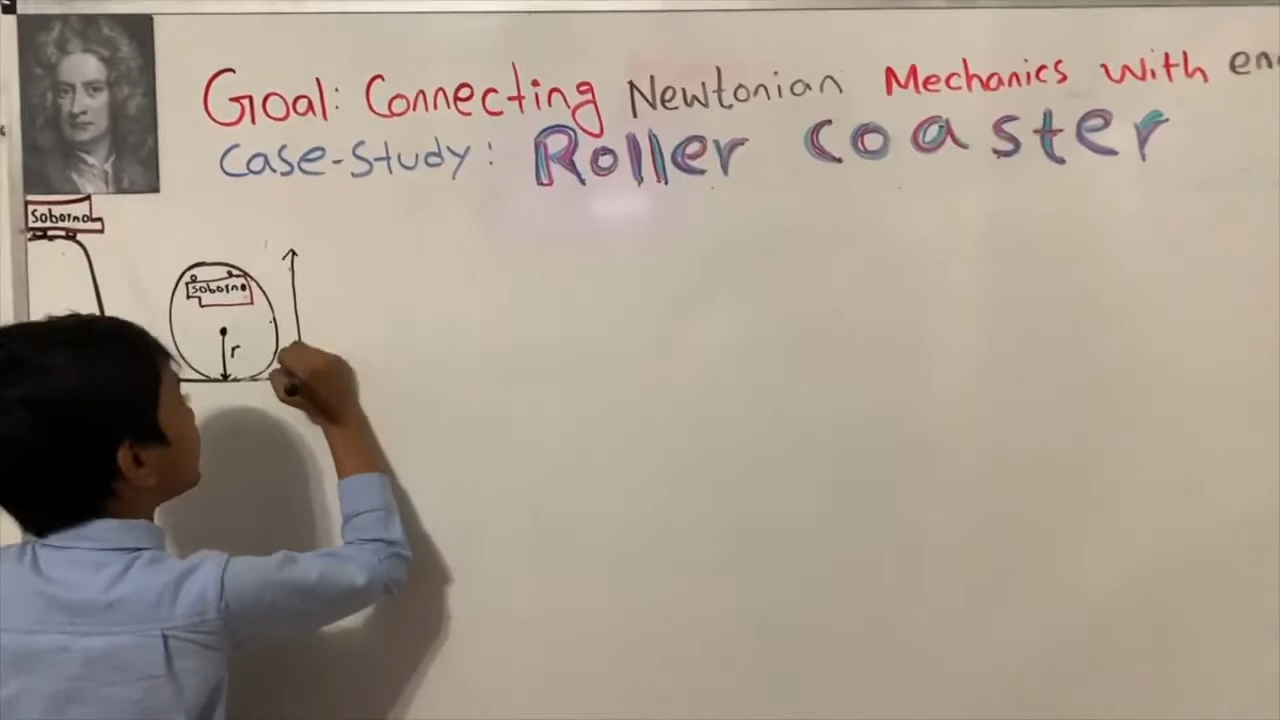 Goal: Connecting Newtonian Mechanics with en
Case-Study: Roller coaster
Soborno
Soborno
r